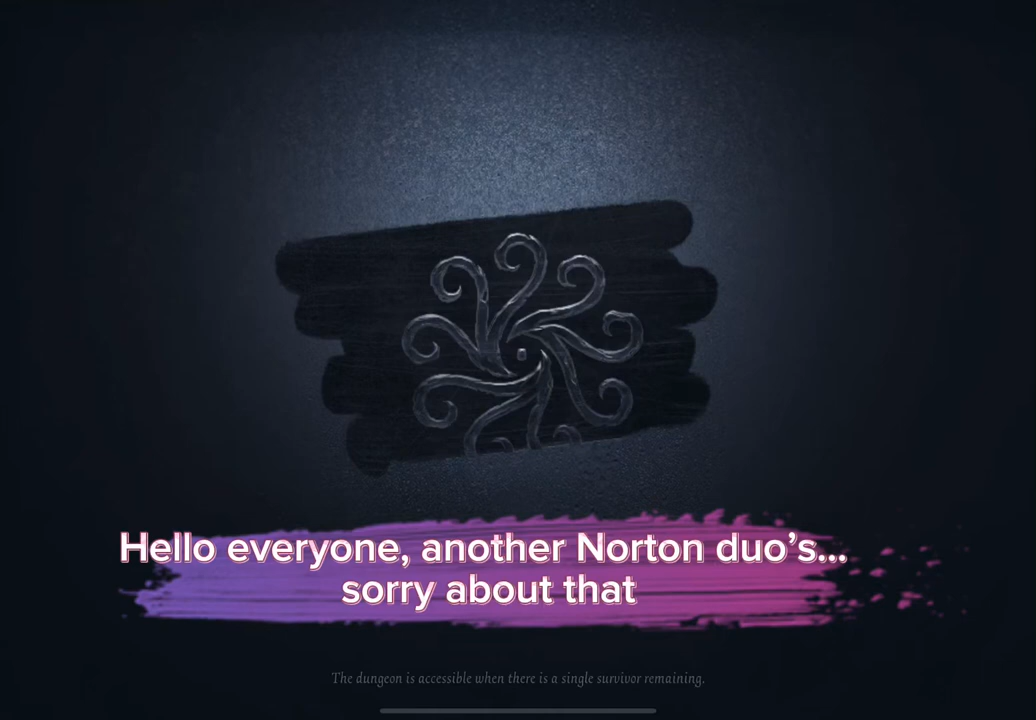 Hello everyone, another Norton duo’s...
sorry about that
The dungeon is accessible when there is a single survivor remaining.